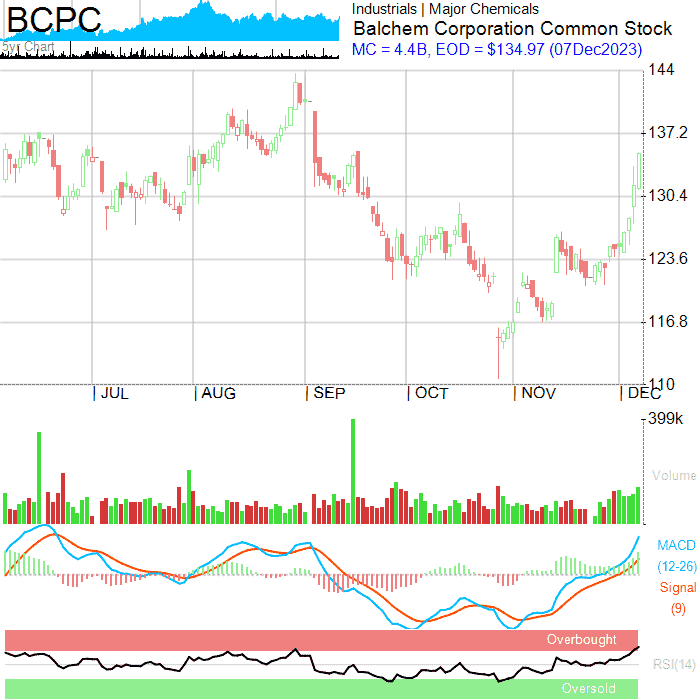 BCPC
5yr Chart
Industrials | Major Chemicals
Balchem Corporation Common Stock
MC = 4.4B, EOD = $134.97 (07Dec2023)
144
137.2
130.4
123.6
116.8
110
| JUL | AUG | SEP | OCT | NOV | DEC
399k
Volume
MACD
(12-26)
Signal
(9)
Overbought
RSI(14)
Oversold